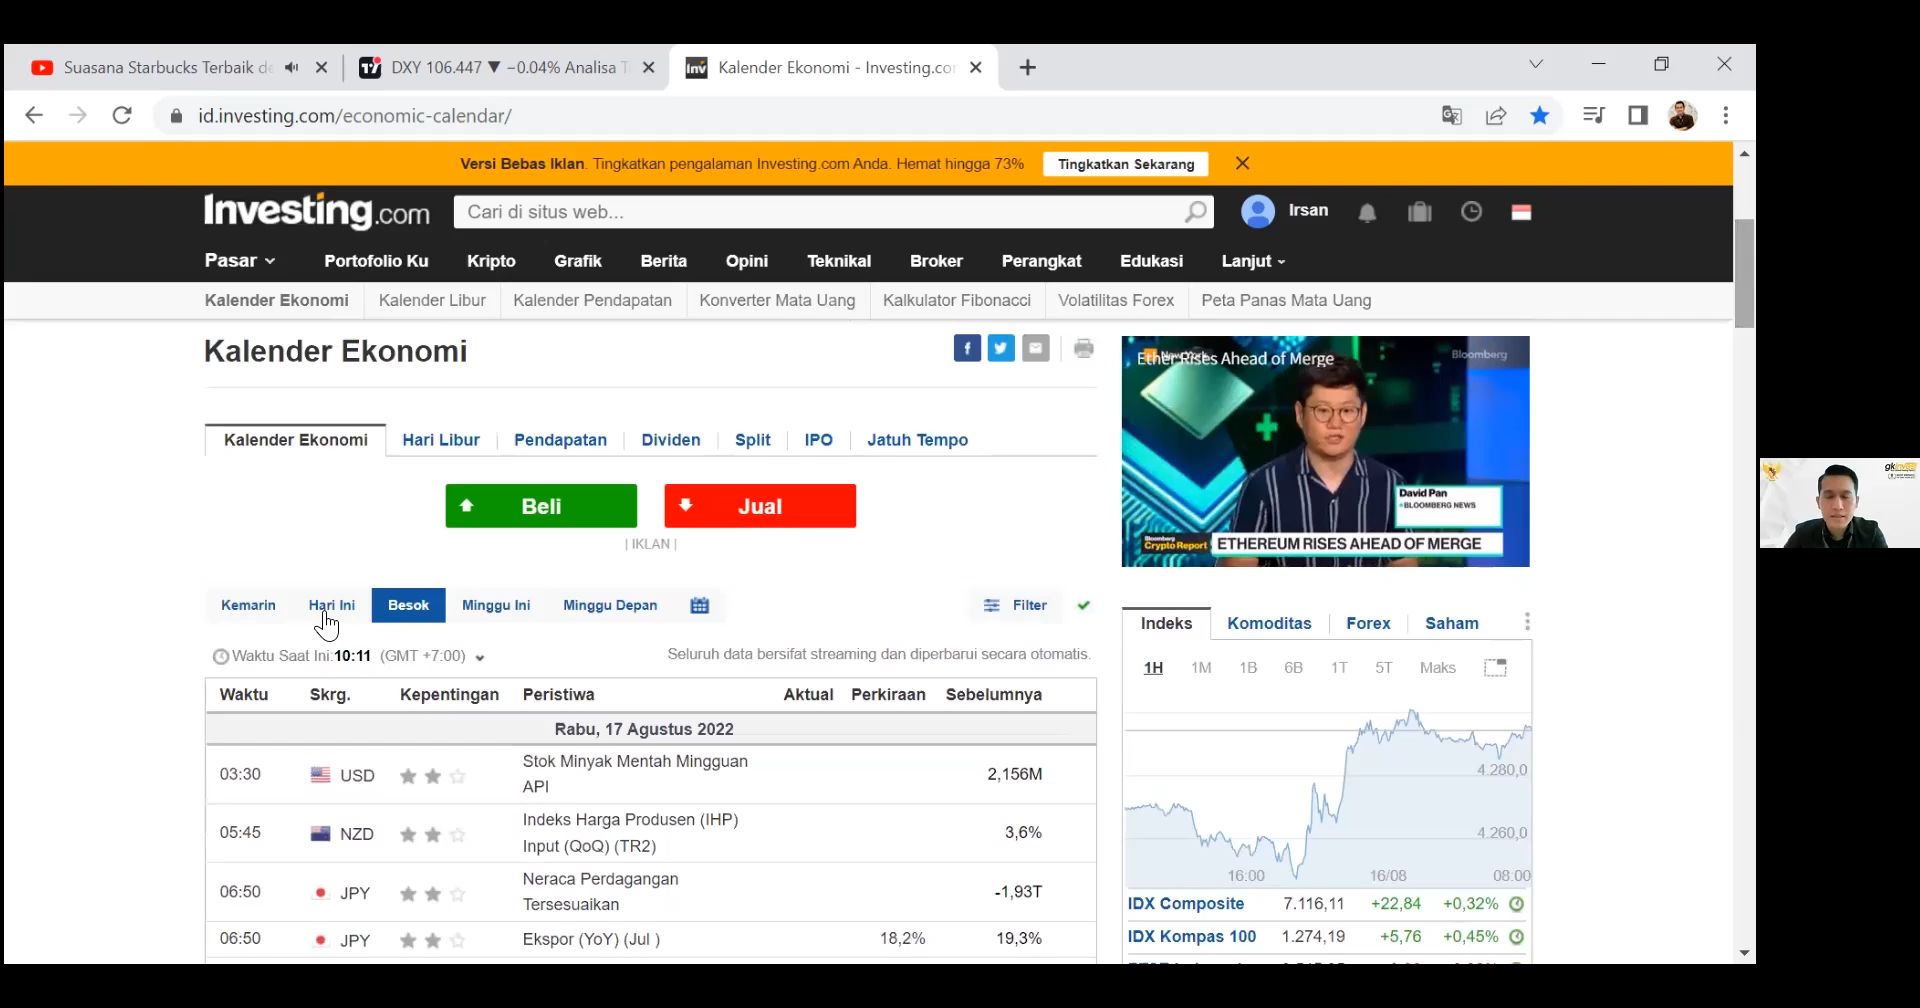 Suasana Starbucks Terbaik de
DXY 106.447 ▼ −0.04% Analisa T
Kalender Ekonomi - Investing.co
id.investing.com/economic-calendar/
Versi Bebas Iklan. Tingkatkan pengalaman Investing.com Anda. Hemat hingga 73%
Tingkatkan Sekarang
Investing.com
Cari di situs web...
Irsan
Pasar
Portofolio Ku
Kripto
Grafik
Berita
Opini
Teknikal
Broker
Perangkat
Edukasi
Lanjut
Kalender Ekonomi
Kalender Libur
Kalender Pendapatan
Konverter Mata Uang
Kalkulator Fibonacci
Volatilitas Forex
Peta Panas Mata Uang
Kalender Ekonomi
Kalender Ekonomi
Hari Libur
Pendapatan
Dividen
Split
IPO
Jatuh Tempo
Beli
Jual
| IKLAN |
Kemarin
Hari Ini
Besok
Minggu Ini
Minggu Depan
Filter
Waktu Saat Ini:10:11 (GMT +7:00)
Seluruh data bersifat streaming dan diperbarui secara otomatis.
Waktu Skrg. Kepentingan Peristiwa Aktual Perkiraan Sebelumnya
Rabu, 17 Agustus 2022
03:30 USD Stok Minyak Mentah Mingguan 2,156M
API
05:45 NZD Indeks Harga Produsen (IHP) 3,6%
Input (QoQ) (TR2)
06:50 JPY Neraca Perdagangan -1,93T
Tersesuaikan
06:50 JPY Ekspor (YoY) (Jul ) 18,2% 19,3%
Ether Rises Ahead of Merge
Bloomberg
David Pan
BLOOMBERG NEWS
Bloomberg
Crypto Report
ETHEREUM RISES AHEAD OF MERGE
Indeks
Komoditas
Forex
Saham
1H 1M 1B 6B 1T 5T Maks
4.280,0
4.260,0
16:00 16/08 08:00
IDX Composite 7.116,11 +22,84 +0,32%
IDX Kompas 100 1.274,19 +5,76 +0,45%
gkinvest